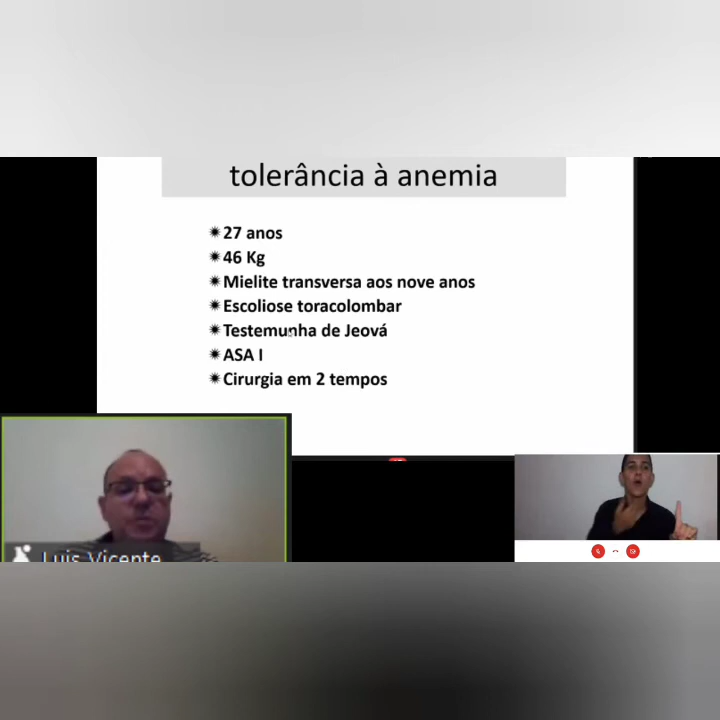 tolerância à anemia
✷ 27 anos
✷ 46 Kg
✷ Mielite transversa aos nove anos
✷ Escoliose toracolombar
✷ Testemunha de Jeová
✷ ASA I
✷ Cirurgia em 2 tempos
Luis Vicente